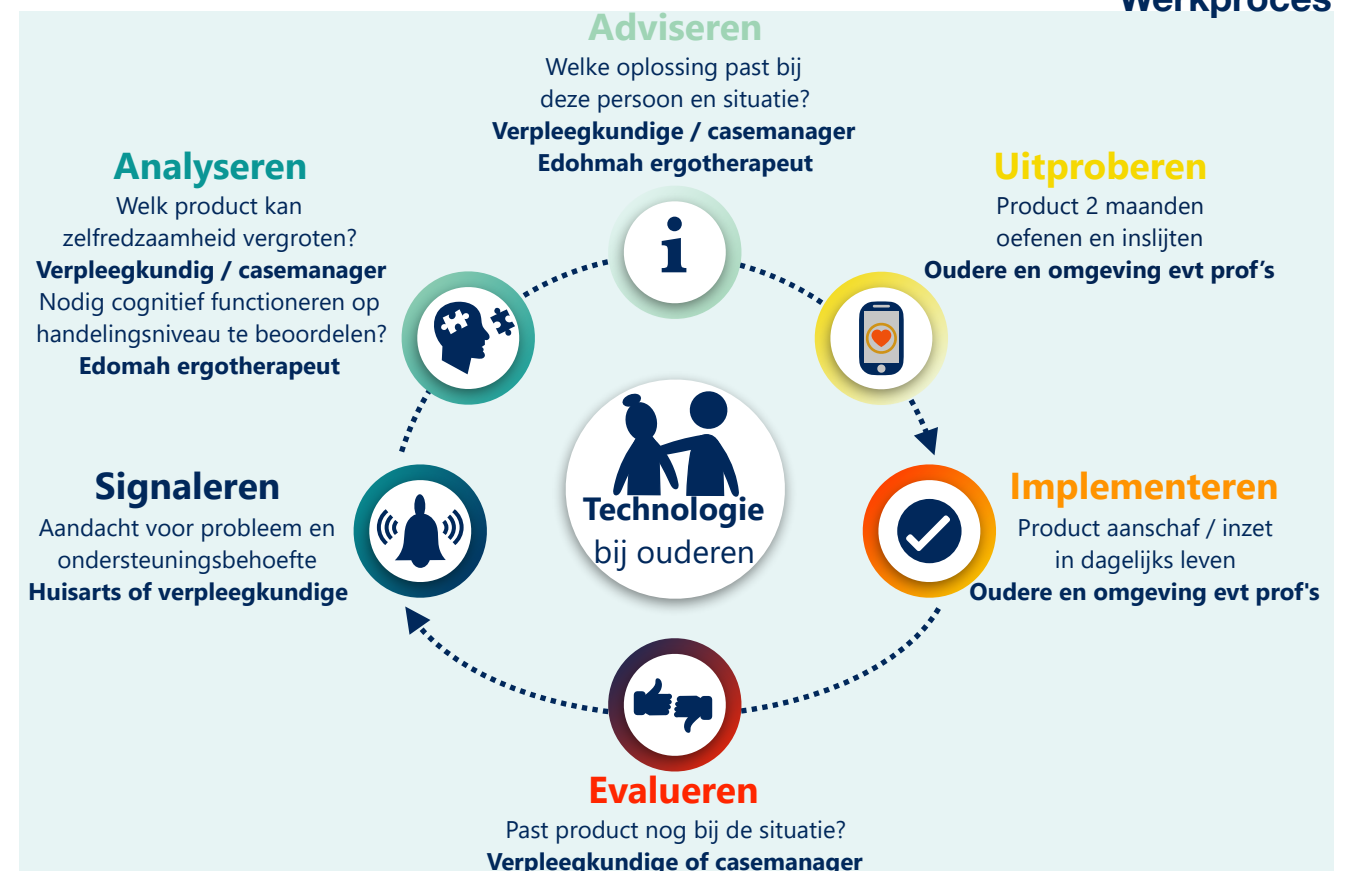 Werkproces
Adviseren
Welke oplossing past bij
deze persoon en situatie?
Verpleegkundige / casemanager
Edohmah ergotherapeut
Analyseren
Welk product kan
zelfredzaamheid vergroten?
Verpleegkundig / casemanager
Nodig cognitief functioneren op
handelingsniveau te beoordelen?
Edomah ergotherapeut
Uitproberen
Product 2 maanden
oefenen en inslijten
Oudere en omgeving evt prof’s
Signaleren
Aandacht voor probleem en
ondersteuningsbehoefte
Huisarts of verpleegkundige
Technologie
bij ouderen
Implementeren
Product aanschaf / inzet
in dagelijks leven
Oudere en omgeving evt prof's
Evalueren
Past product nog bij de situatie?
Verpleegkundige of casemanager